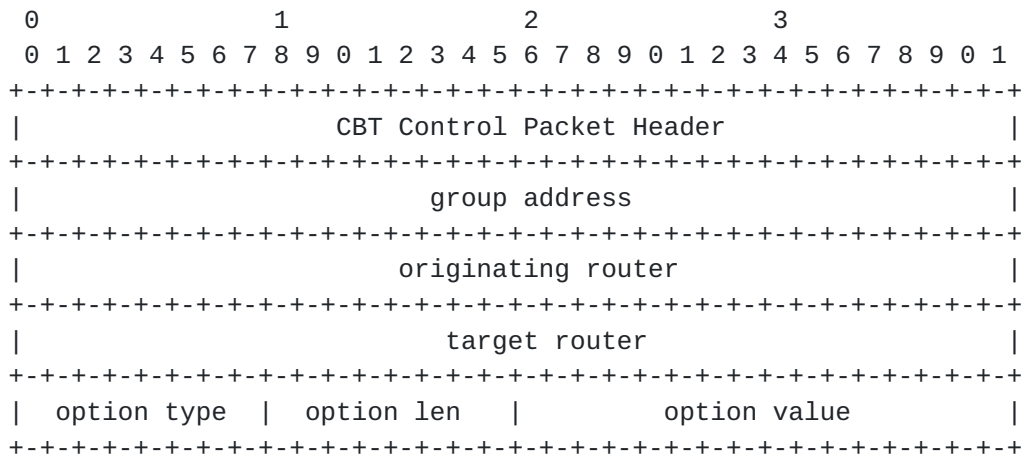 0                   1                   2                   3
 0 1 2 3 4 5 6 7 8 9 0 1 2 3 4 5 6 7 8 9 0 1 2 3 4 5 6 7 8 9 0 1
+-+-+-+-+-+-+-+-+-+-+-+-+-+-+-+-+-+-+-+-+-+-+-+-+-+-+-+-+-+-+-+-+
|                    CBT Control Packet Header                  |
+-+-+-+-+-+-+-+-+-+-+-+-+-+-+-+-+-+-+-+-+-+-+-+-+-+-+-+-+-+-+-+-+
|                          group address                        |
+-+-+-+-+-+-+-+-+-+-+-+-+-+-+-+-+-+-+-+-+-+-+-+-+-+-+-+-+-+-+-+-+
|                        originating router                     |
+-+-+-+-+-+-+-+-+-+-+-+-+-+-+-+-+-+-+-+-+-+-+-+-+-+-+-+-+-+-+-+-+
|                           target router                       |
+-+-+-+-+-+-+-+-+-+-+-+-+-+-+-+-+-+-+-+-+-+-+-+-+-+-+-+-+-+-+-+-+
|  option type  |  option len   |         option value          |
+-+-+-+-+-+-+-+-+-+-+-+-+-+-+-+-+-+-+-+-+-+-+-+-+-+-+-+-+-+-+-+-+